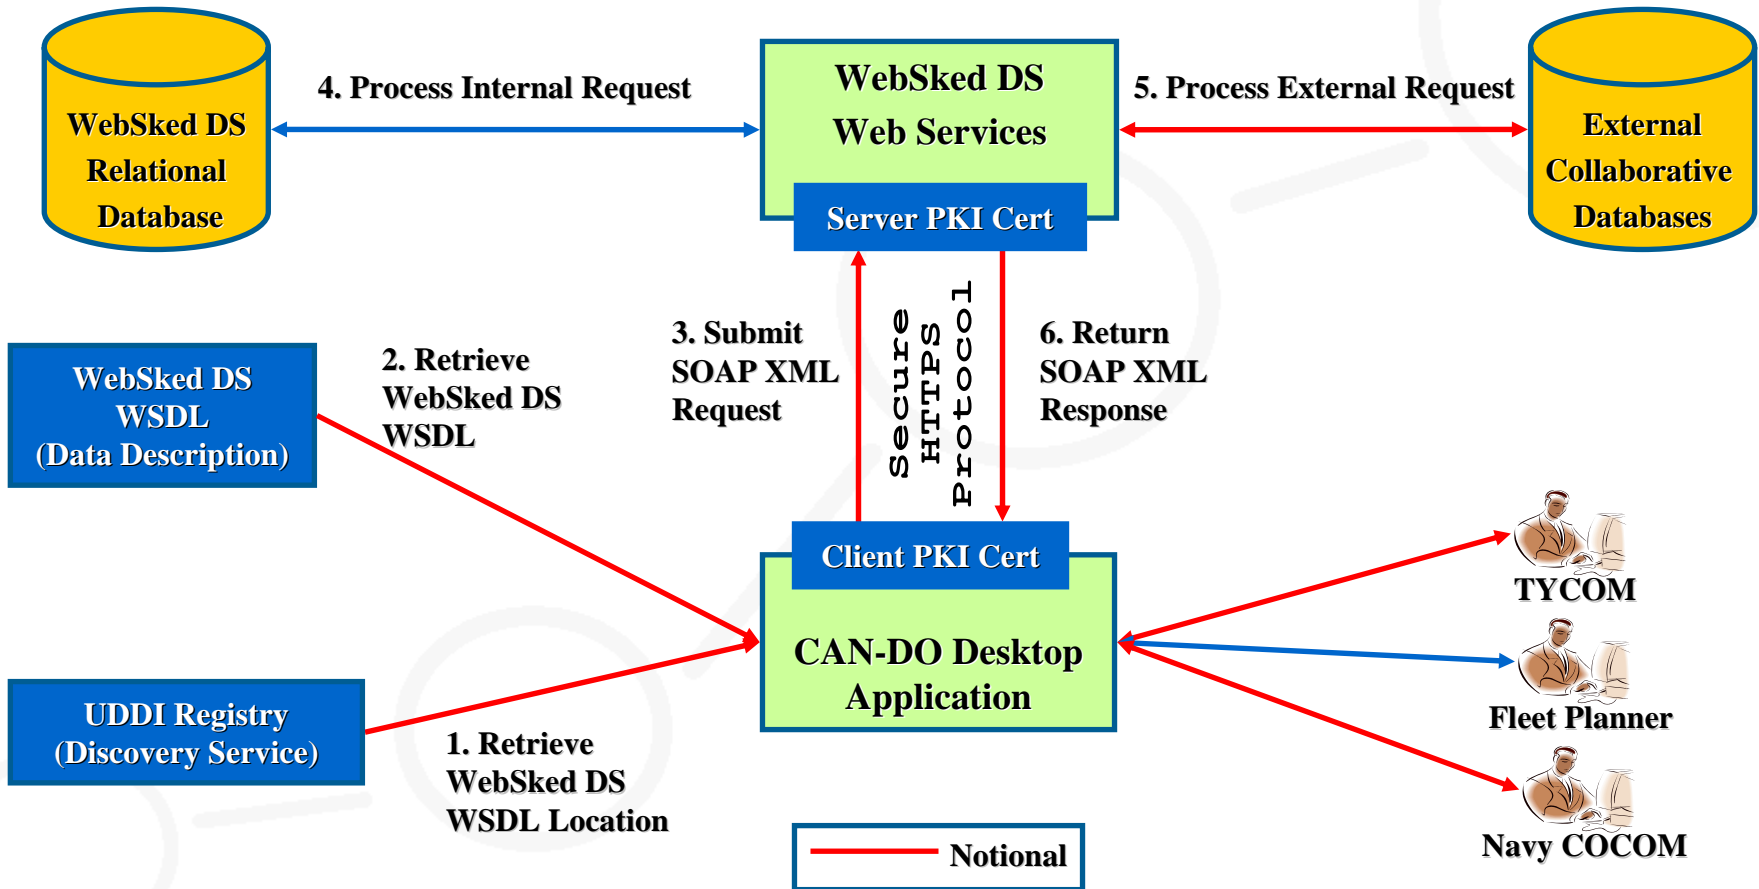 WebSked DS
Relational
Database
4. Process Internal Request
WebSked DS
Web Services
Server PKI Cert
5. Process External Request
External
Collaborative
Databases
WebSked DS
WSDL
(Data Description)
2. Retrieve
WebSked DS
WSDL
3. Submit
SOAP XML
Request
Secure
HTTPS
Protocol
6. Return
SOAP XML
Response
Client PKI Cert
CAN-DO Desktop
Application
UDDI Registry
(Discovery Service)
1. Retrieve
WebSked DS
WSDL Location
TYCOM
Fleet Planner
Navy COCOM
Notional